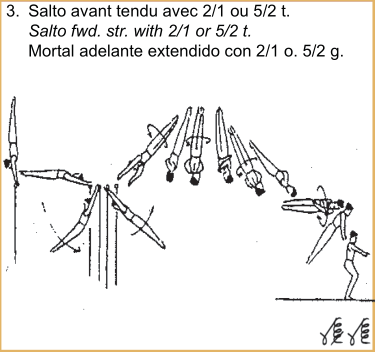 3. Salto avant tendu avec 2/1 ou 5/2 t.
Salto fwd. str. with 2/1 or 5/2 t.
Mortal adelante extendido con 2/1 o. 5/2 g.